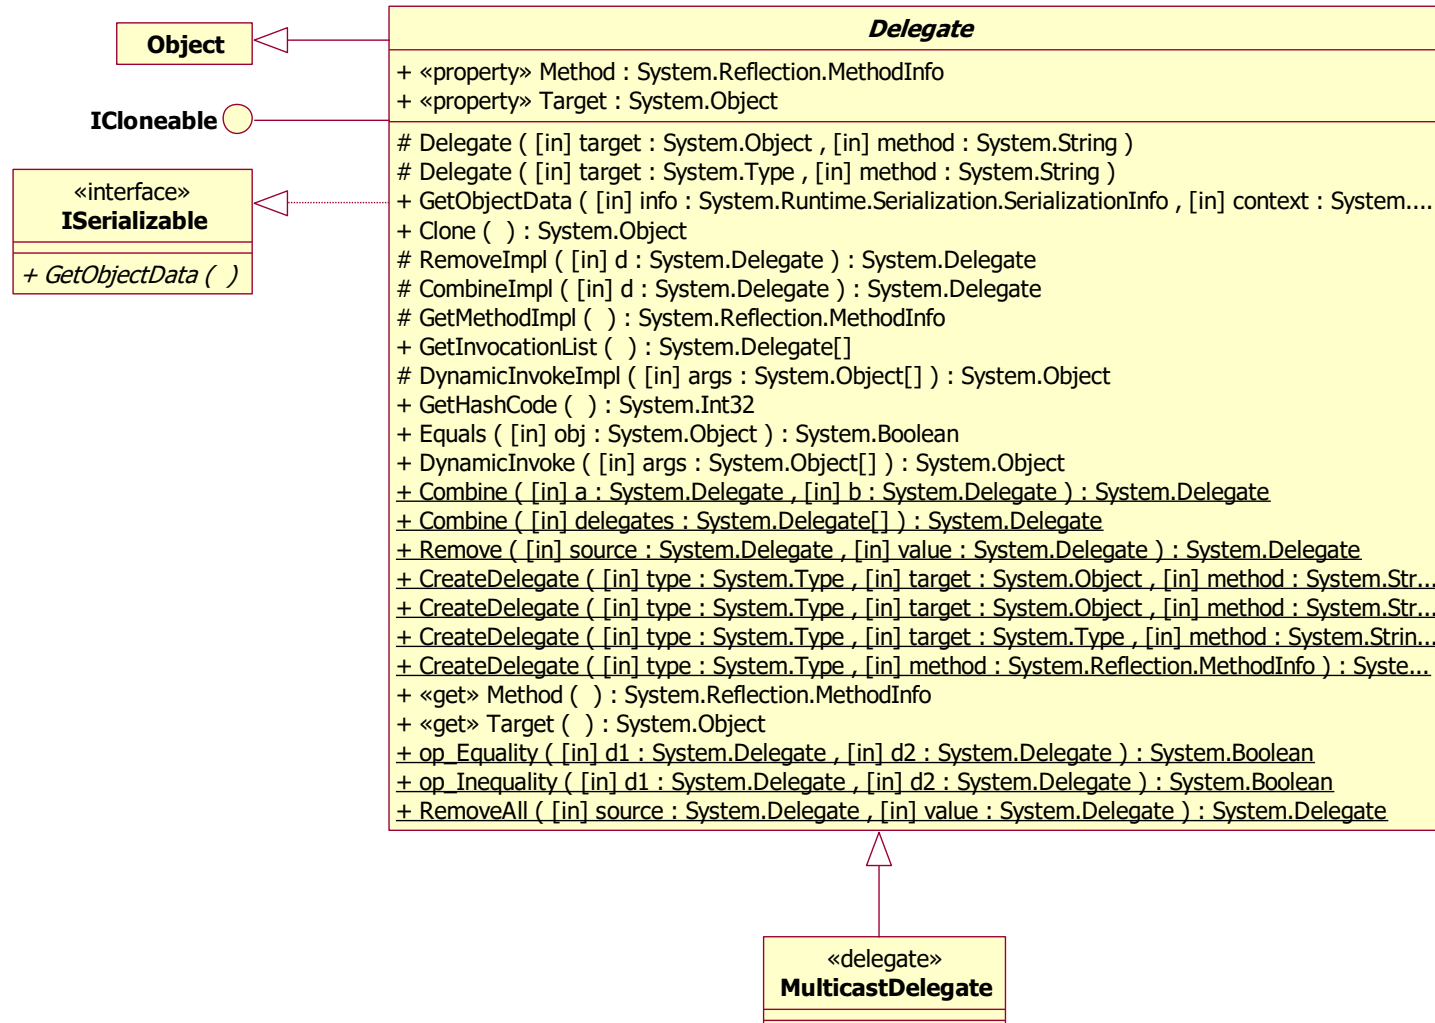 Object
ICloneable
«interface»
ISerializable
+ GetObjectData (  )
Delegate
+ «property» Method : System.Reflection.MethodInfo
+ «property» Target : System.Object
# Delegate ( [in] target : System.Object , [in] method : System.String )
# Delegate ( [in] target : System.Type , [in] method : System.String )
+ GetObjectData ( [in] info : System.Runtime.Serialization.SerializationInfo , [in] context : System....
+ Clone (  ) : System.Object
# RemoveImpl ( [in] d : System.Delegate ) : System.Delegate
# CombineImpl ( [in] d : System.Delegate ) : System.Delegate
# GetMethodImpl (  ) : System.Reflection.MethodInfo
+ GetInvocationList (  ) : System.Delegate[]
# DynamicInvokeImpl ( [in] args : System.Object[] ) : System.Object
+ GetHashCode (  ) : System.Int32
+ Equals ( [in] obj : System.Object ) : System.Boolean
+ DynamicInvoke ( [in] args : System.Object[] ) : System.Object
+ Combine ( [in] a : System.Delegate , [in] b : System.Delegate ) : System.Delegate
+ Combine ( [in] delegates : System.Delegate[] ) : System.Delegate
+ Remove ( [in] source : System.Delegate , [in] value : System.Delegate ) : System.Delegate
+ CreateDelegate ( [in] type : System.Type , [in] target : System.Object , [in] method : System.Str...
+ CreateDelegate ( [in] type : System.Type , [in] target : System.Object , [in] method : System.Str...
+ CreateDelegate ( [in] type : System.Type , [in] target : System.Type , [in] method : System.Strin...
+ CreateDelegate ( [in] type : System.Type , [in] method : System.Reflection.MethodInfo ) : Syste...
+ «get» Method (  ) : System.Reflection.MethodInfo
+ «get» Target (  ) : System.Object
+ op_Equality ( [in] d1 : System.Delegate , [in] d2 : System.Delegate ) : System.Boolean
+ op_Inequality ( [in] d1 : System.Delegate , [in] d2 : System.Delegate ) : System.Boolean
+ RemoveAll ( [in] source : System.Delegate , [in] value : System.Delegate ) : System.Delegate
«delegate»
MulticastDelegate